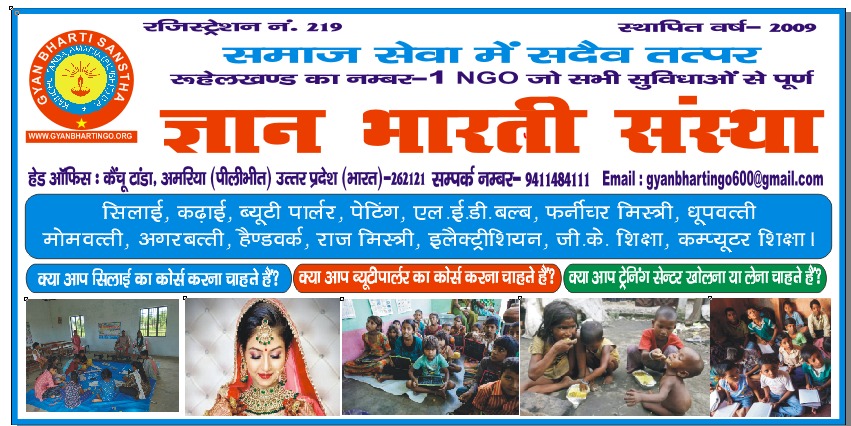 रजिस्ट्रेशन नं. 219
स्थापित वर्ष– 2009
समाज सेवा में सदैव तत्पर
रूहेलखण्ड का नम्बर–1 NGO जो सभी सुविधाओं से पूर्ण
GYAN BHARTI SANSTHA
WWW.GYANBHARTINGO.ORG
ज्ञान भारती संस्था
हेड ऑफिस : कैंचू टांडा, अमरिया (पीलीभीत) उत्तर प्रदेश (भारत)-262121 सम्पर्क नम्बर- 9411484111 Email : gyanbhartingo600@gmail.com
सिलाई, कढ़ाई, ब्यूटी पार्लर, पेटिंग, एल.ई.डी.बल्ब, फर्नीचर मिस्त्री, धूपवत्ती
मोमवत्ती, अगरबत्ती, हैण्डवर्क, राज मिस्त्री, इलैक्ट्रीशियन, जी.के. शिक्षा, कम्प्यूटर शिक्षा।
क्या आप सिलाई का कोर्स करना चाहते हैं?
क्या आप ब्यूटीपार्लर का कोर्स करना चाहते हैं?
क्या आप ट्रेनिंग सेन्टर खोलना या लेना चाहते हैं?